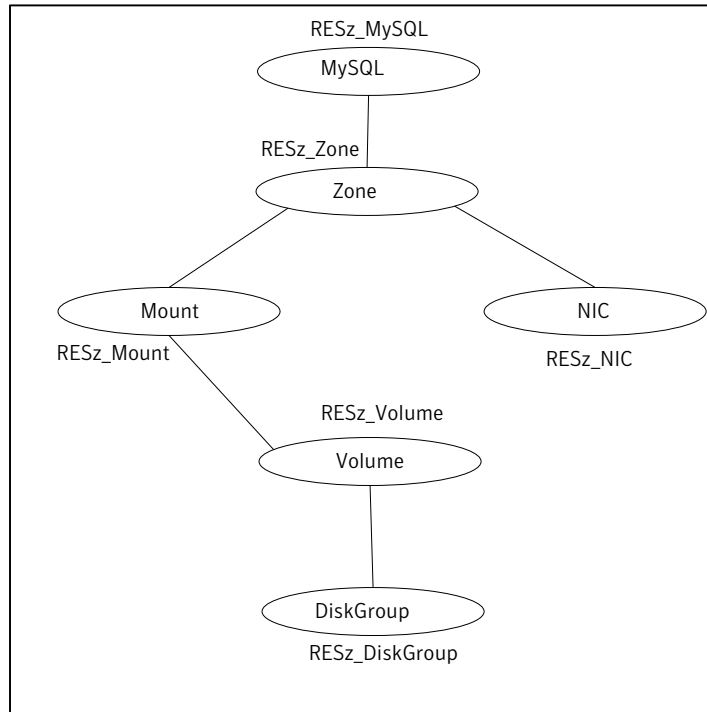 RESz_MySQL
MySQL
RESz_Zone
Zone
Mount
NIC
RESz_Mount
RESz_NIC
RESz_Volume
Volume
DiskGroup
RESz_DiskGroup